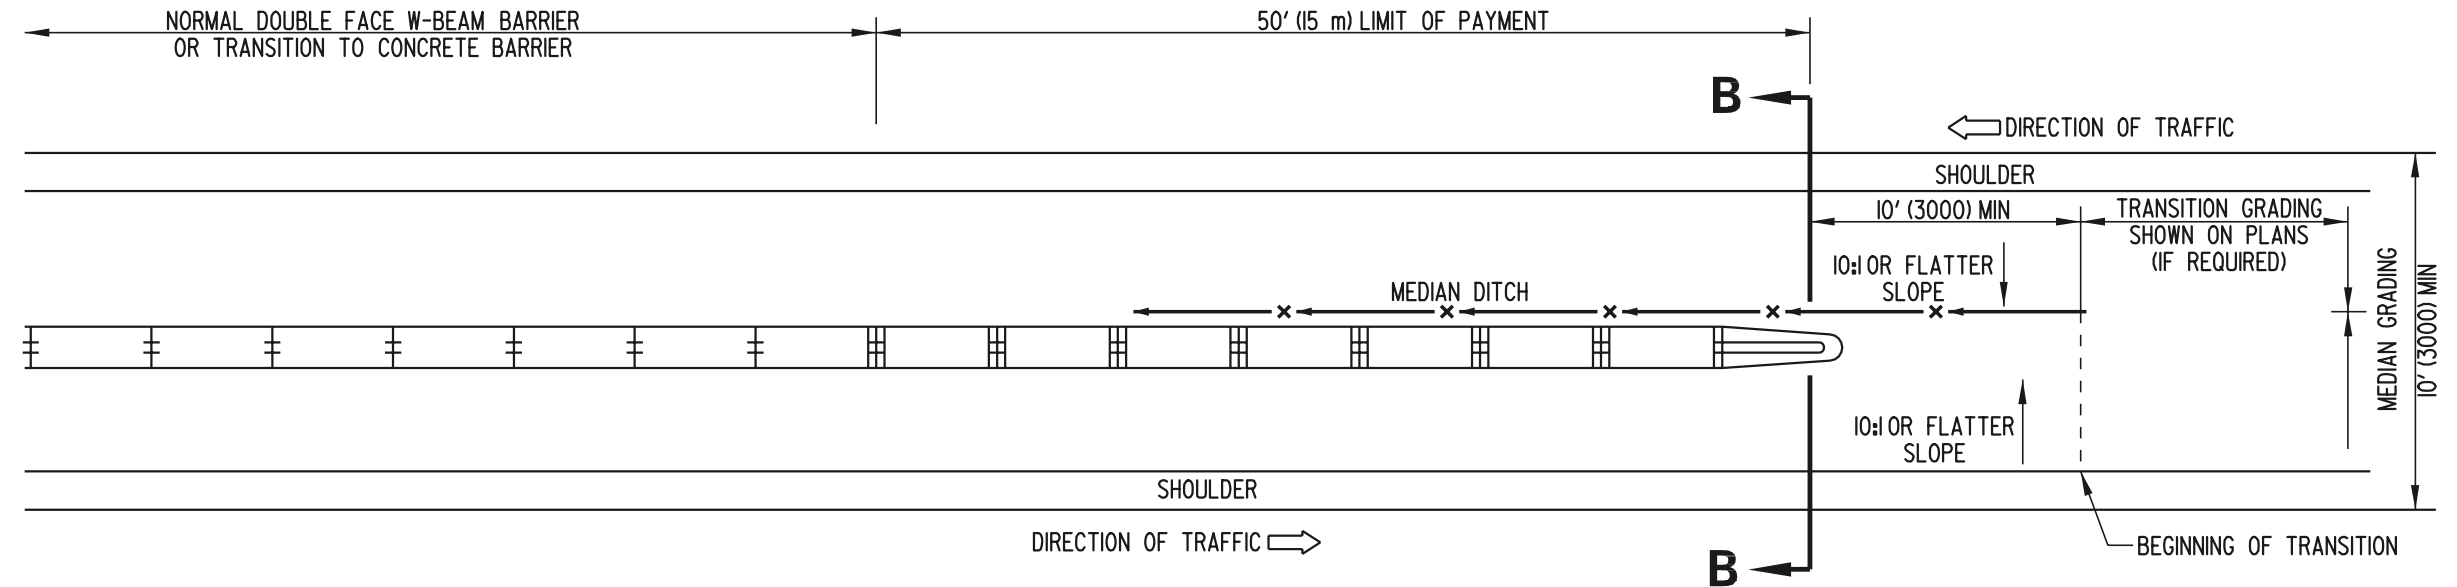 NORMAL DOUBLE FACE W-BEAM BARRIER
OR TRANSITION TO CONCRETE BARRIER
50' (15 m) LIMIT OF PAYMENT
B
DIRECTION OF TRAFFIC
SHOULDER
10' (3000) MIN
TRANSITION GRADING
SHOWN ON PLANS
(IF REQUIRED)
10:1 OR FLATTER
SLOPE
MEDIAN DITCH
MEDIAN GRADING
10' (3000) MIN
10:1 OR FLATTER
SLOPE
SHOULDER
DIRECTION OF TRAFFIC
BEGINNING OF TRANSITION
B